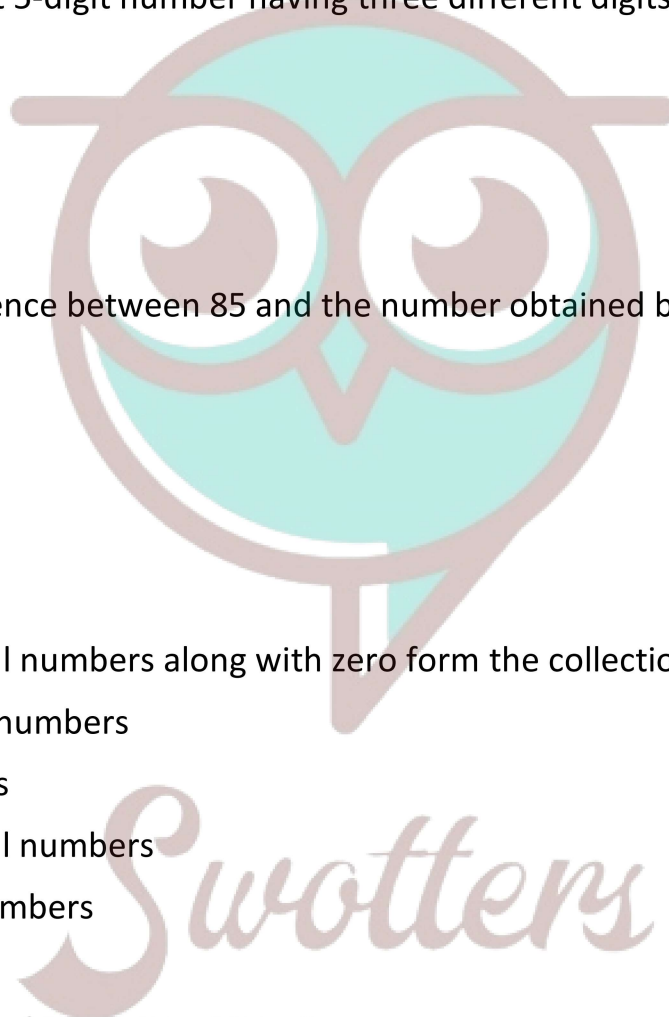 5-digit number having three different digits
ence between 85 and the number obtained b
l numbers along with zero form the collectio
numbers
s
l numbers
mbers
Swotters